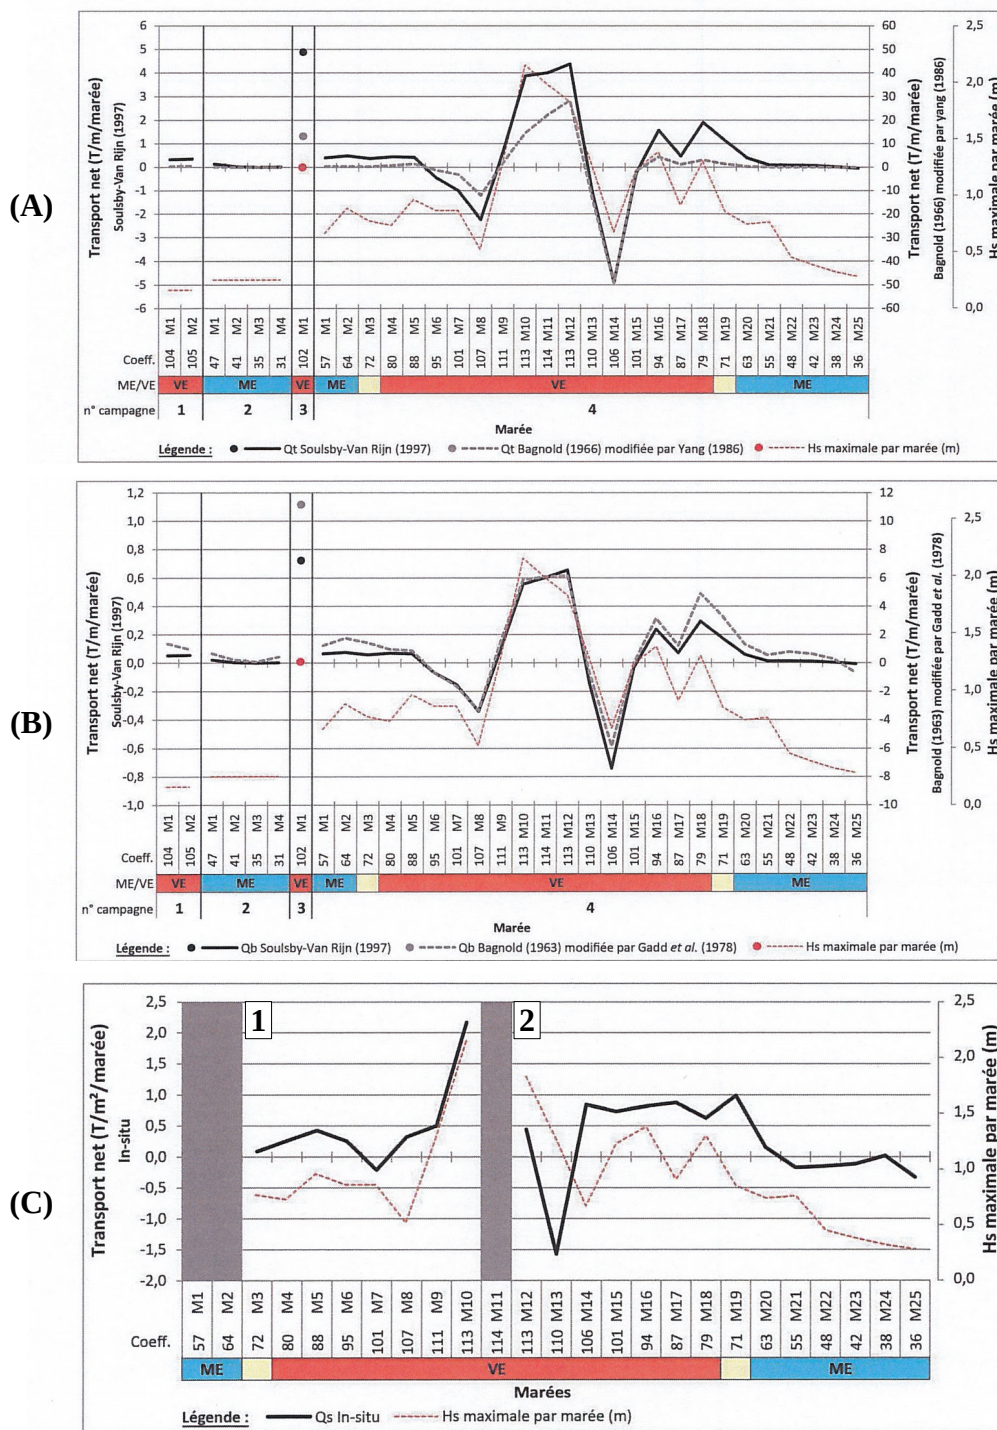 (A)
Transport net (T/m/marée)
Soulsby-Van Rijn (1997)
6
5
4
3
2
1
0
-1
-2
-3
-4
-5
-6
60
50
40
30
20
10
0
-10
-20
-30
-40
-50
-60
Transport net (T/m/marée)
Bagnold (1966) modifiée par yang (1986)
2,5
2,0
1,5
1,0
0,5
0,0
Hs maximale par marée (m)
M1 M2 M1 M2 M3 M4 M1 M1 M2 M3 M4 M5 M6 M7 M8 M9 M10 M11 M12 M13 M14 M15 M16 M17 M18 M19 M20 M21 M22 M23 M24 M25
Coeff. 104 105 47 41 35 31 102 57 64 72 80 88 95 101 107 111 113 114 113 110 106 101 94 87 79 71 63 55 48 42 38 36
ME/VE VE ME VE ME VE ME
n° campagne 1 2 3 4
Marée
Légende : Qt Soulsby-Van Rijn (1997) Qt Bagnold (1966) modifiée par Yang (1986) Hs maximale par marée (m)
(B)
Transport net (T/m/marée)
Soulsby-Van Rijn (1997)
1,2
1,0
0,8
0,6
0,4
0,2
0,0
-0,2
-0,4
-0,6
-0,8
-1,0
12
10
8
6
4
2
0
-2
-4
-6
-8
-10
Transport net (T/m/marée)
Bagnold (1963) modifiée par Gadd et al. (1978)
2,5
2,0
1,5
1,0
0,5
0,0
Hs maximale par marée (m)
M1 M2 M1 M2 M3 M4 M1 M1 M2 M3 M4 M5 M6 M7 M8 M9 M10 M11 M12 M13 M14 M15 M16 M17 M18 M19 M20 M21 M22 M23 M24 M25
Coeff. 104 105 47 41 35 31 102 57 64 72 80 88 95 101 107 111 113 114 113 110 106 101 94 87 79 71 63 55 48 42 38 36
ME/VE VE ME VE ME VE ME
n° campagne 1 2 3 4
Marée
Légende : Qb Soulsby-Van Rijn (1997) Qb Bagnold (1963) modifiée par Gadd et al. (1978) Hs maximale par marée (m)
(C)
Transport net (T/m²/marée)
In-situ
2,5
2,0
1,5
1,0
0,5
0,0
-0,5
-1,0
-1,5
-2,0
1
2
2,5
2,0
1,5
1,0
0,5
0,0
Hs maximale par marée (m)
M1 M2 M3 M4 M5 M6 M7 M8 M9 M10 M11 M12 M13 M14 M15 M16 M17 M18 M19 M20 M21 M22 M23 M24 M25
Coeff. 57 64 72 80 88 95 101 107 111 113 114 113 110 106 101 94 87 79 71 63 55 48 42 38 36
ME VE ME
Marées
Légende : Qs In-situ Hs maximale par marée (m)